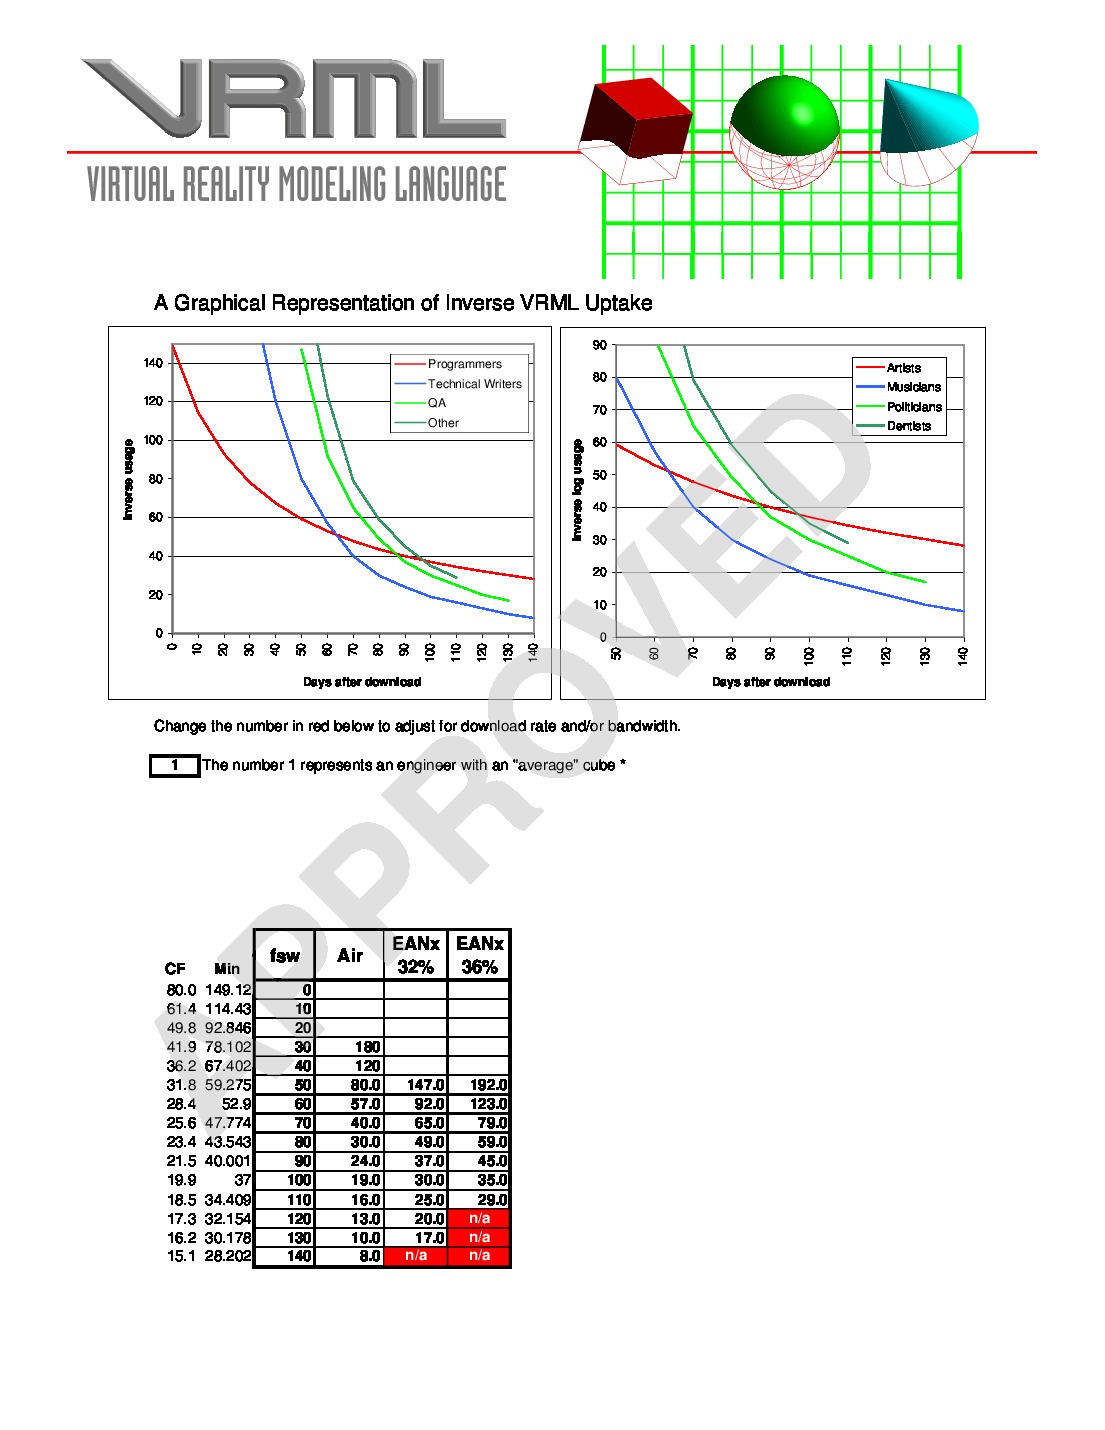 VRML
VIRTUAL REALITY MODELING LANGUAGE
A Graphical Representation of Inverse VRML Uptake
Inverse usage
140
120
100
80
60
40
20
0
Programmers
Technical Writers
QA
Other
0 10 20 30 40 50 60 70 80 90 100 110 120 130 140
Days after download
Inverse log usage
90
80
70
60
50
40
30
20
10
0
Artists
Musicians
Politicians
Dentists
50 60 70 80 90 100 110 120 130 140
Days after download
Change the number in red below to adjust for download rate and/or bandwidth.
1 The number 1 represents an engineer with an "average" cube *
APPROVED
CF Min fsw Air EANx 32% EANx 36%
80.0 149.12 0
61.4 114.43 10
49.8 92.846 20
41.9 78.102 30 180
36.2 67.402 40 120
31.8 59.275 50 80.0 147.0 192.0
28.4 52.9 60 57.0 92.0 123.0
25.6 47.774 70 40.0 65.0 79.0
23.4 43.543 80 30.0 49.0 59.0
21.5 40.001 90 24.0 37.0 45.0
19.9 37 100 19.0 30.0 35.0
18.5 34.409 110 16.0 25.0 29.0
17.3 32.154 120 13.0 20.0 n/a
16.2 30.178 130 10.0 17.0 n/a
15.1 28.202 140 8.0 n/a n/a